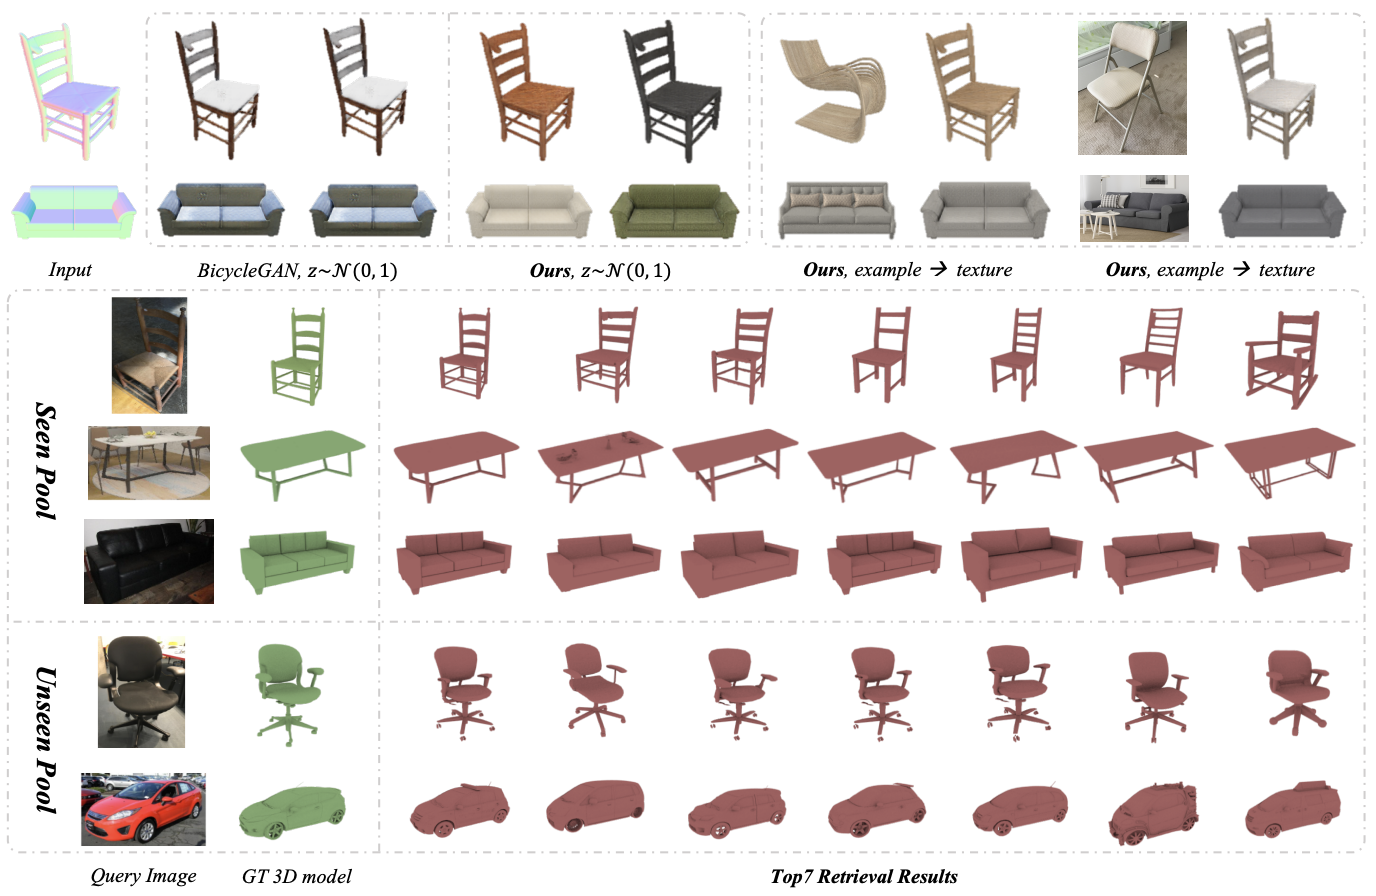 Input
BicycleGAN, z~𝒩(0, 1)
Ours, z~𝒩(0, 1)
Ours, example → texture
Ours, example → texture
Seen Pool
Unseen Pool
Query Image
GT 3D model
Top7 Retrieval Results